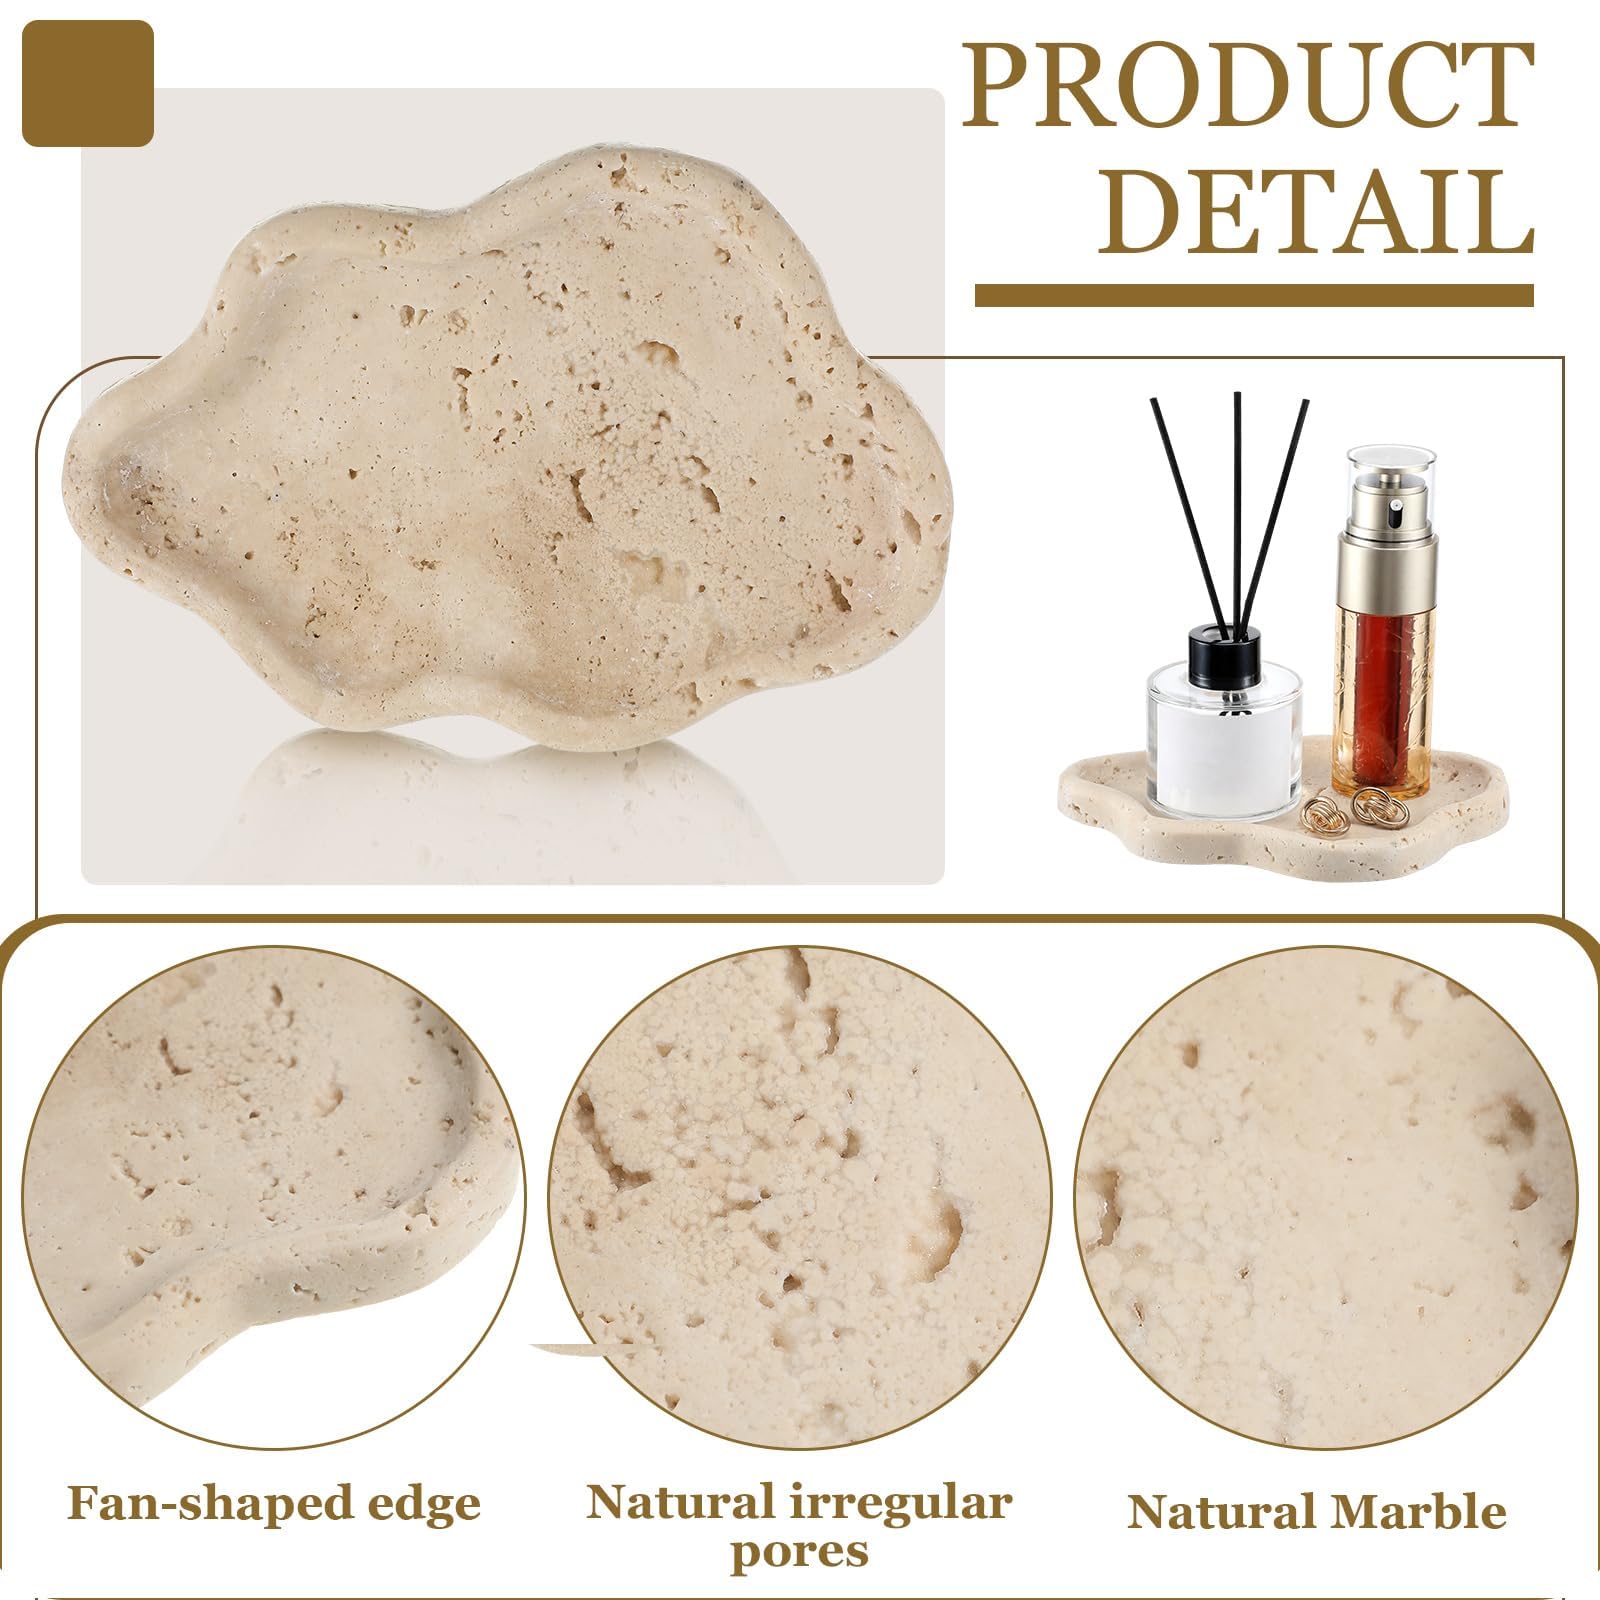 PRODUCT
DETAIL
Fan-shaped edge
Natural irregular
pores
Natural Marble